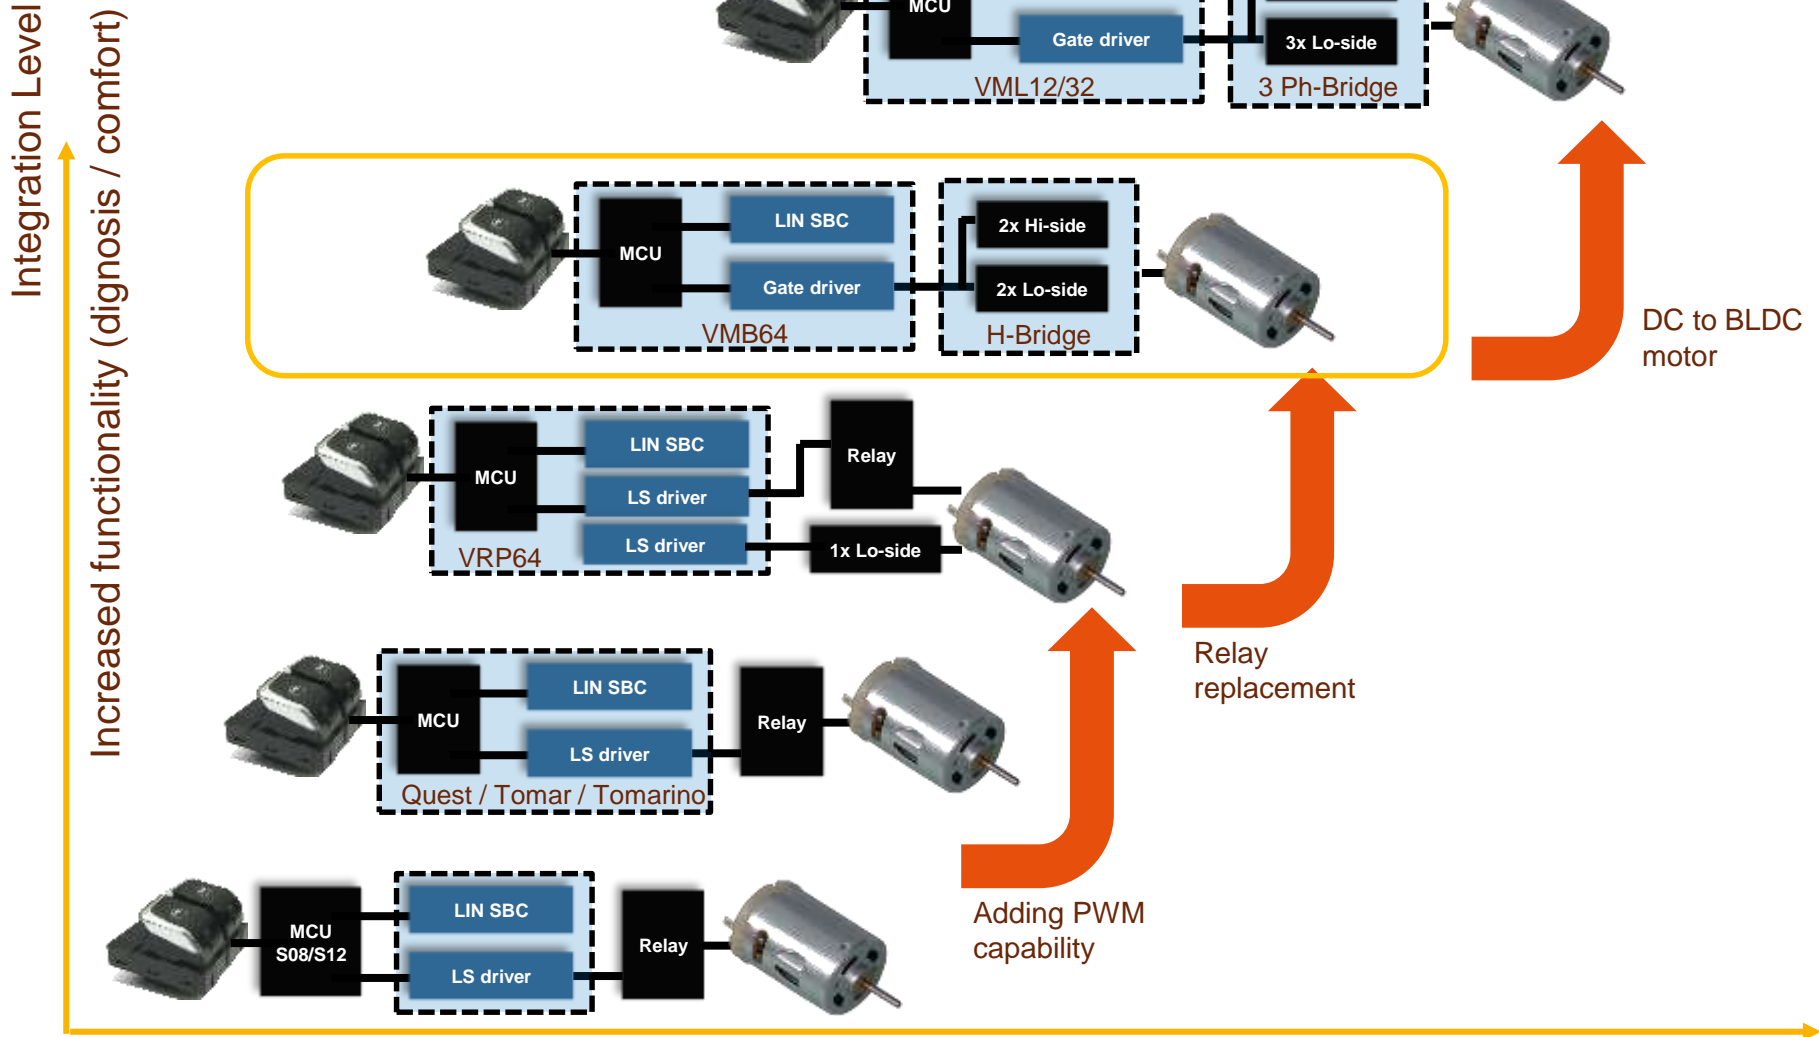 Integration Level
Increased functionality (dignosis / comfort)
MCU
Gate driver
3x Lo-side
VML12/32
3 Ph-Bridge
LIN SBC
MCU
Gate driver
VMB64
2x Hi-side
2x Lo-side
H-Bridge
DC to BLDC
motor
LIN SBC
MCU
LS driver
LS driver
VRP64
Relay
1x Lo-side
Relay
replacement
LIN SBC
MCU
LS driver
Quest / Tomar / Tomarino
Relay
Adding PWM
capability
MCU
S08/S12
LIN SBC
LS driver
Relay